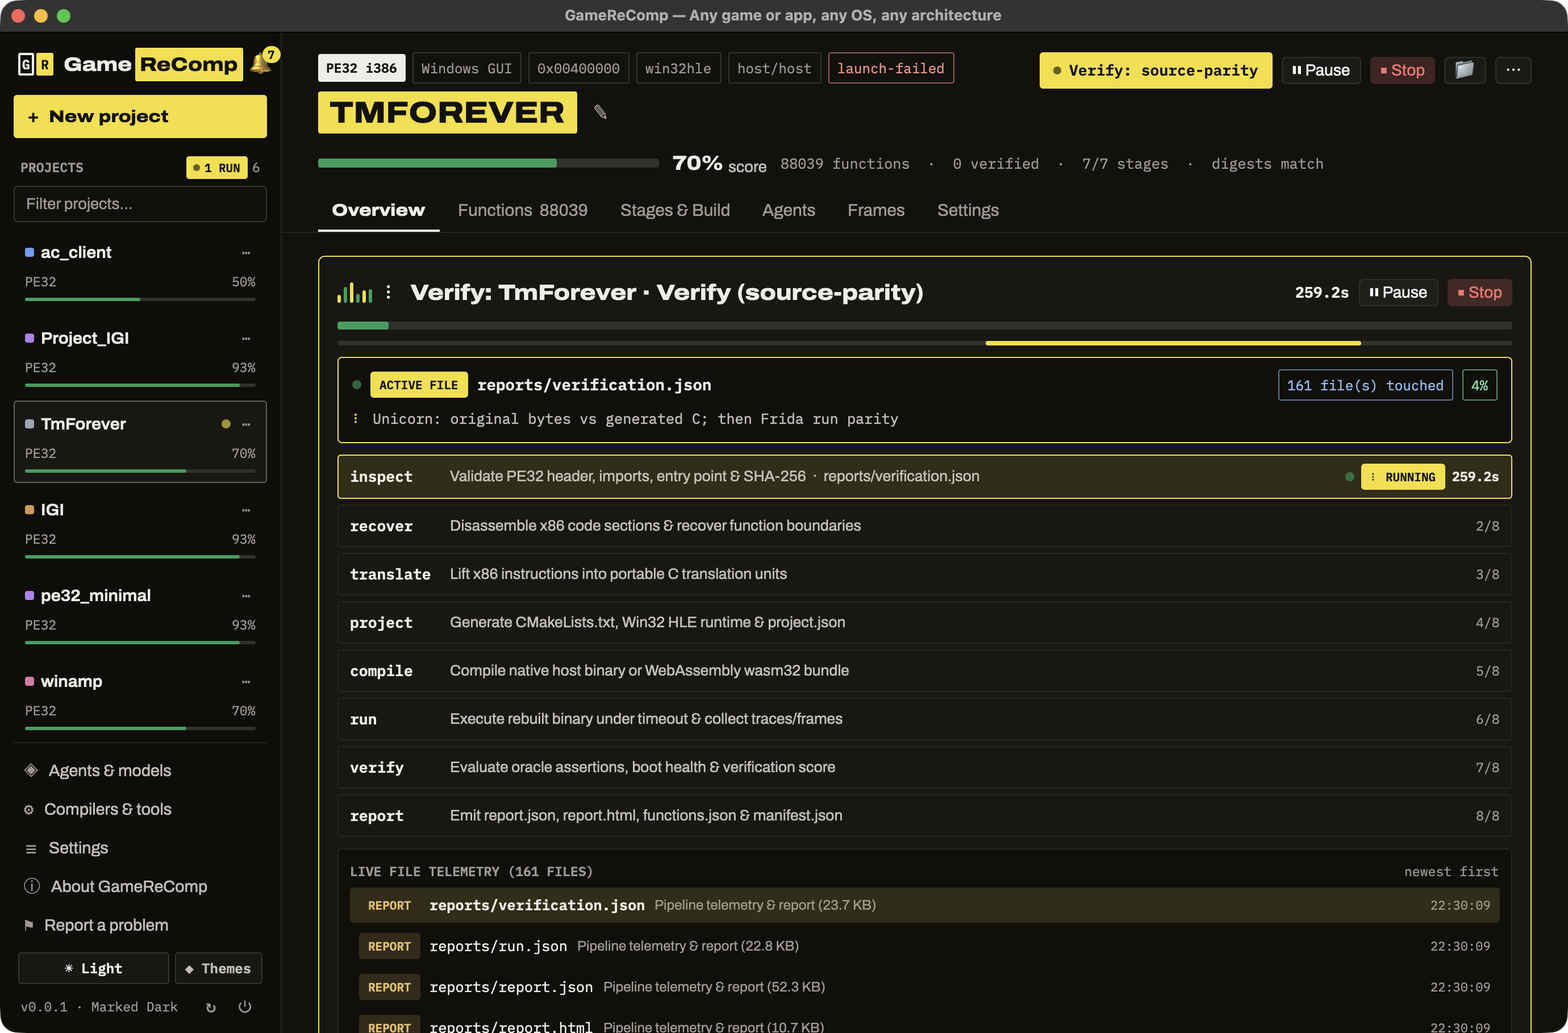 GameReComp — Any game or app, any OS, any architecture
GR Game ReComp 7
+ New project
PROJECTS 1 RUN 6
Filter projects...
ac_client ...
PE32 50%
Project_IGI ...
PE32 93%
TmForever ...
PE32 70%
IGI ...
PE32 93%
pe32_minimal ...
PE32 93%
winamp ...
PE32 70%
Agents & models
Compilers & tools
Settings
About GameReComp
Report a problem
Light Themes
v0.0.1 · Marked Dark
PE32 i386 Windows GUI 0x00400000 win32hle host/host launch-failed
Verify: source-parity Pause Stop ...
TMFOREVER
70% score 88039 functions · 0 verified · 7/7 stages · digests match
Overview Functions 88039 Stages & Build Agents Frames Settings
Verify: TmForever · Verify (source-parity) 259.2s Pause Stop
ACTIVE FILE reports/verification.json 161 file(s) touched 4%
Unicorn: original bytes vs generated C; then Frida run parity
inspect Validate PE32 header, imports, entry point & SHA-256 · reports/verification.json RUNNING 259.2s
recover Disassemble x86 code sections & recover function boundaries 2/8
translate Lift x86 instructions into portable C translation units 3/8
project Generate CMakeLists.txt, Win32 HLE runtime & project.json 4/8
compile Compile native host binary or WebAssembly wasm32 bundle 5/8
run Execute rebuilt binary under timeout & collect traces/frames 6/8
verify Evaluate oracle assertions, boot health & verification score 7/8
report Emit report.json, report.html, functions.json & manifest.json 8/8
LIVE FILE TELEMETRY (161 FILES) newest first
REPORT reports/verification.json Pipeline telemetry & report (23.7 KB) 22:30:09
REPORT reports/run.json Pipeline telemetry & report (22.8 KB) 22:30:09
REPORT reports/report.json Pipeline telemetry & report (52.3 KB) 22:30:09
REPORT reports/report.html Pipeline telemetry & report (10.7 KB) 22:30:09